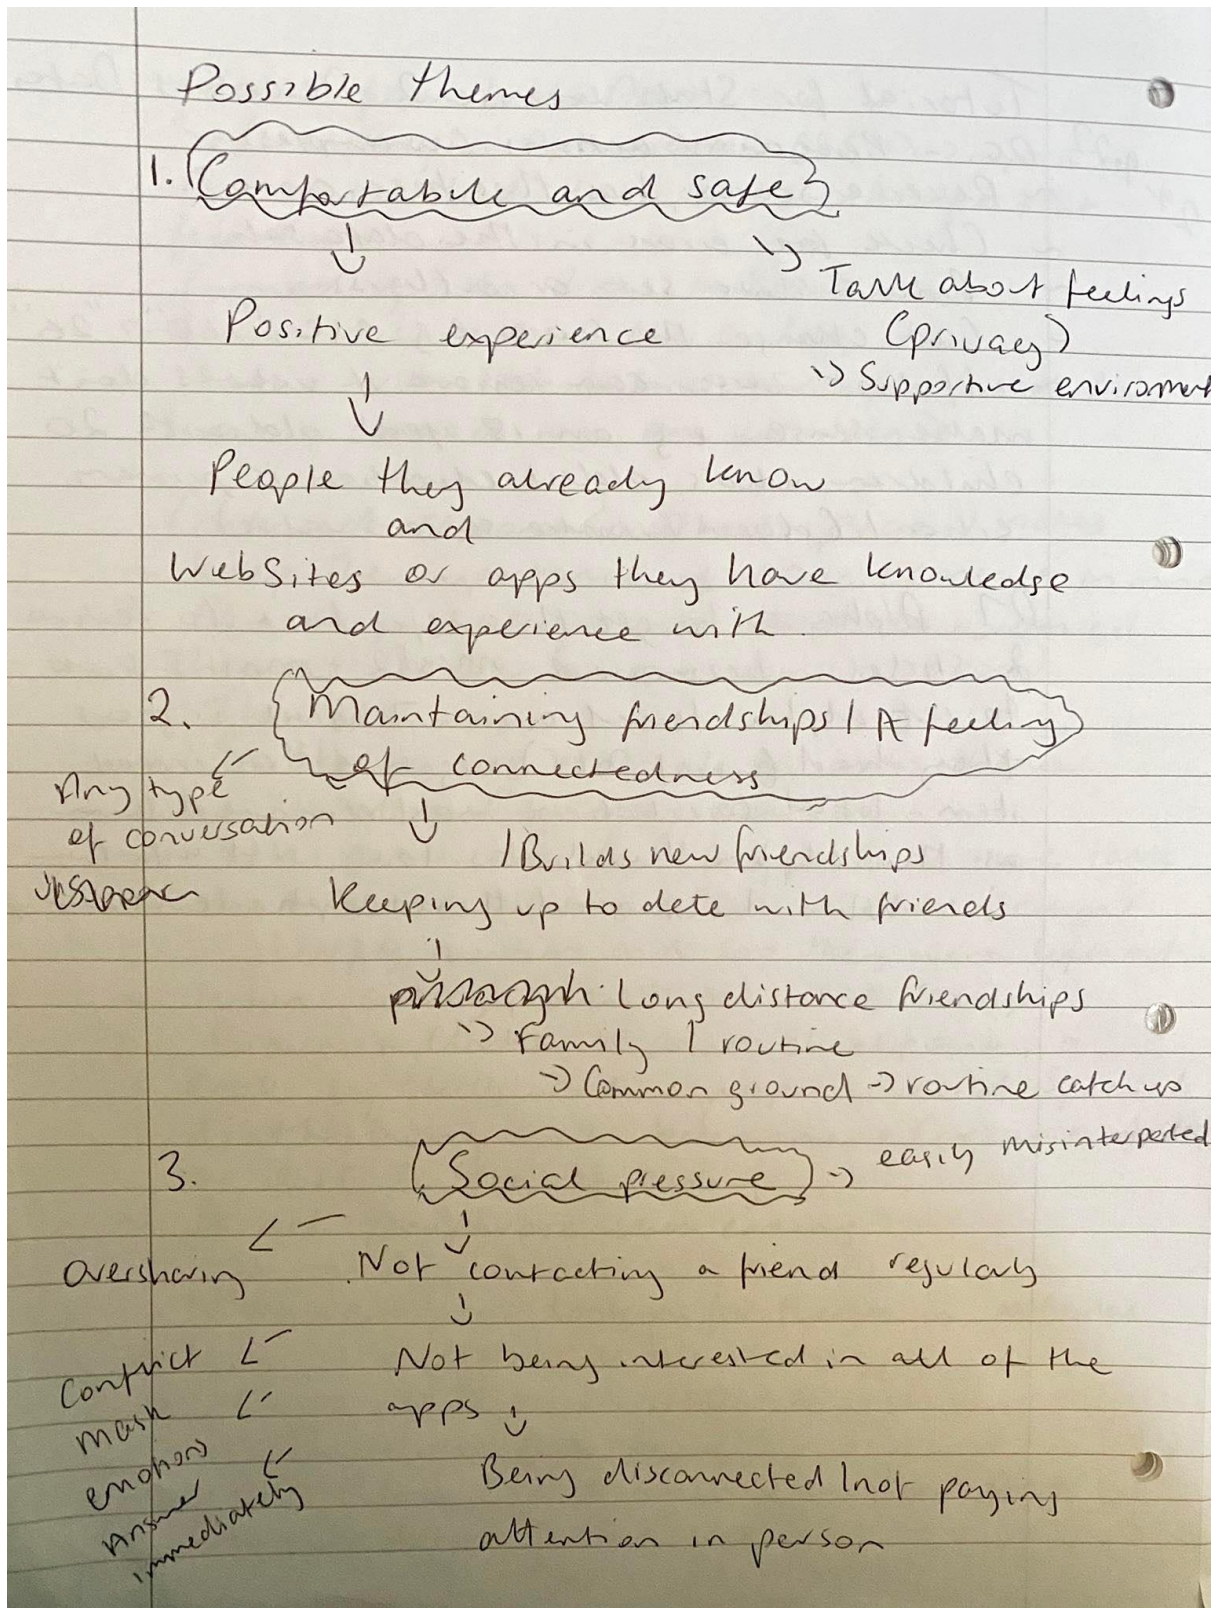 Possible themes
1. Comfortabule and safe
Talk about feelings
(privacy)
Positive experience
→ Supportive environment
People they already know
and
Websites or apps they have knowledge
and experience with
2. Maintaining friendships / A feeling
of connectedness
Any type
of conversation
/ Builds new friendships
Keeping up to dete with friends
long distance friendships
→ Family / routine
→ Common ground → routine catch up
3. Social pressure → easily misinterperted
Oversharing
Not contacting a friend regularly
Conflict
Not being interested in all of the
apps
Mask
emotions
Answer
immediately
Being disconnected / not paying
attention in person